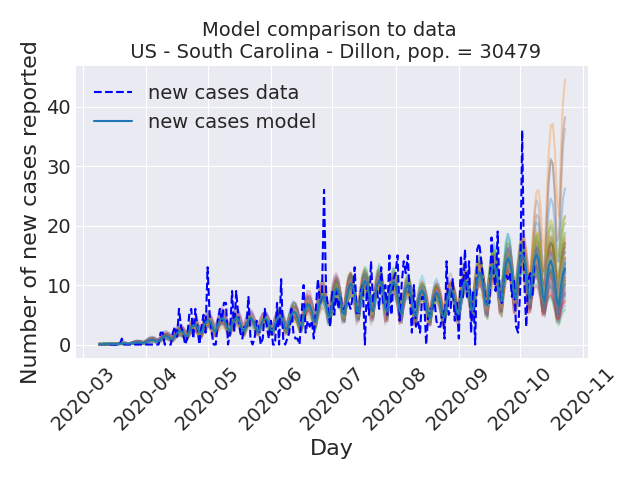 Model comparison to data
US - South Carolina - Dillon, pop. = 30479
Number of new cases reported
40
30
20
10
0
new cases data
new cases model
2020-03
2020-04
2020-05
2020-06
2020-07
2020-08
2020-09
2020-10
2020-11
Day